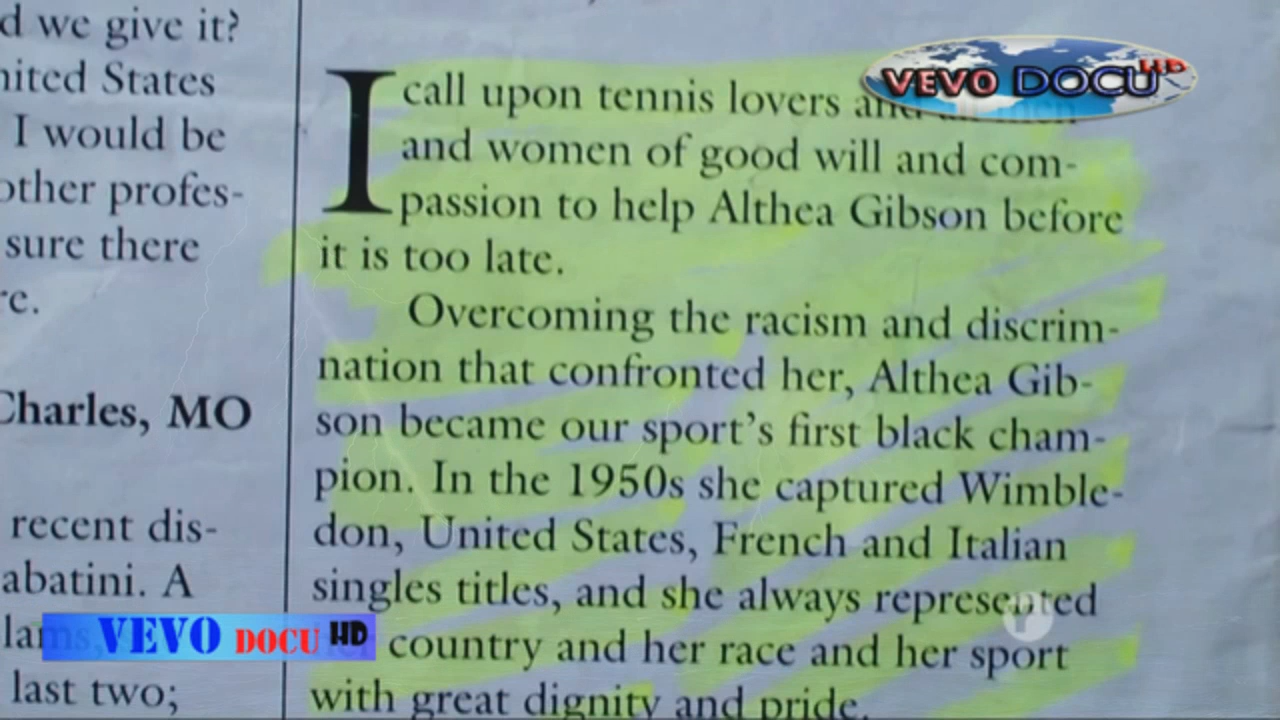 d we give it?
nited States
I would be
other profes-
sure there
re.
Charles, MO
recent dis-
abatini. A
last two;
I call upon tennis lovers and all men
and women of good will and com-
passion to help Althea Gibson before
it is too late.
Overcoming the racism and discrim-
nation that confronted her, Althea Gib-
son became our sport's first black cham-
pion. In the 1950s she captured Wimble-
don, United States, French and Italian
singles titles, and she always represented
country and her race and her sport
with great dignity and pride.
VEVO DOCU HD
VEVO DOCU HD